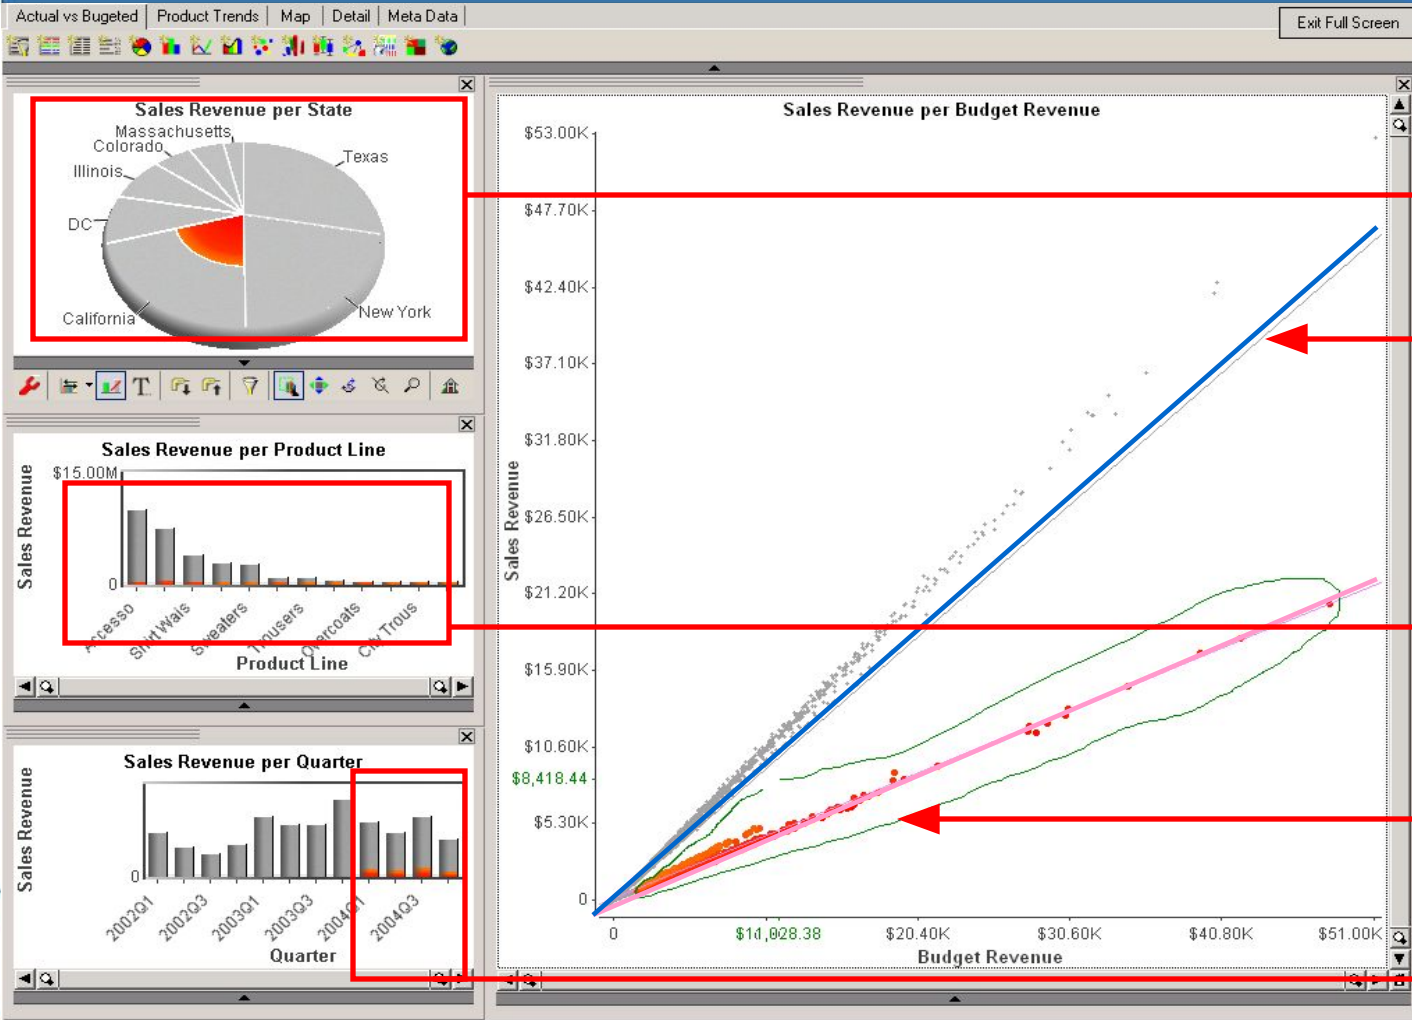 Actual vs Bugeted
Product Trends
Map
Detail
Meta Data
Exit Full Screen
Sales Revenue per State
Massachusetts
Colorado
Illinois
DC
California
Texas
New York
T
Sales Revenue per Product Line
Sales Revenue
$15.00M
0
Accesso
Shirt Wais
Sweaters
Trousers
Overcoats
City Trous
Product Line
Sales Revenue per Quarter
Sales Revenue
0
2002Q1
2002Q3
2003Q1
2003Q3
2004Q1
2004Q3
Quarter
Sales Revenue per Budget Revenue
Sales Revenue
$53.00K
$47.70K
$42.40K
$37.10K
$31.80K
$26.50K
$21.20K
$15.90K
$10.60K
$8,418.44
$5.30K
0
0
$20.40K
$30.60K
$40.80K
$51.00K
Budget Revenue